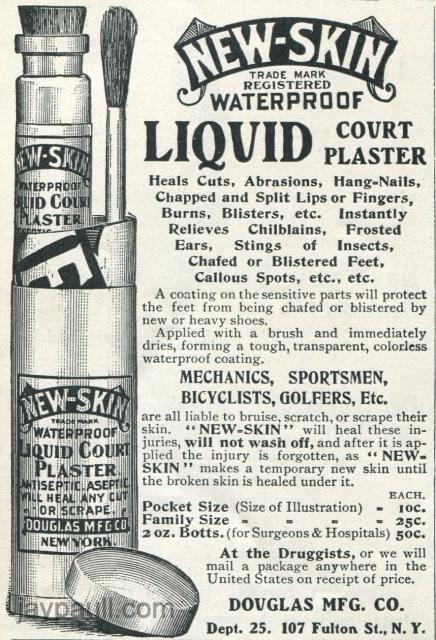 NEW-SKIN
TRADE MARK
REGISTERED
WATERPROOF
LIQUID COURT
PLASTER
Heals Cuts, Abrasions, Hang-Nails,
Chapped and Split Lips or Fingers,
Burns, Blisters, etc. Instantly
Relieves Chilblains, Frosted
Ears, Stings of Insects,
Chafed or Blistered Feet,
Callous Spots, etc., etc.
A coating on the sensitive parts will protect
the feet from being chafed or blistered by
new or heavy shoes.
Applied with a brush and immediately
dries, forming a tough, transparent, colorless
waterproof coating.
MECHANICS, SPORTSMEN,
BICYCLISTS, GOLFERS, Etc.
are all liable to bruise, scratch, or scrape their
skin. "NEW-SKIN" will heal these in-
juries, will not wash off, and after it is ap-
plied the injury is forgotten, as "NEW-
SKIN" makes a temporary new skin until
the broken skin is healed under it.
EACH.
Pocket Size (Size of Illustration) - 10c.
Family Size - - - - 25c.
2 oz. Botts. (for Surgeons & Hospitals) 50c.
At the Druggists, or we will
mail a package anywhere in the
United States on receipt of price.
DOUGLAS MFG. CO.
Dept. 25. 107 Fulton St., N. Y.
NEW-SKIN
WATERPROOF
UID COUR
PLASTER
NEW-SKIN
TRADE MARK
WATERPROOF
LIQUID COURT
PLASTER
ANTISEPTIC, ASEPTIC
WILL HEAL ANY CUT
OR SCRAPE.
DOUGLAS MFG CO.
NEW YORK
jaypaull.com